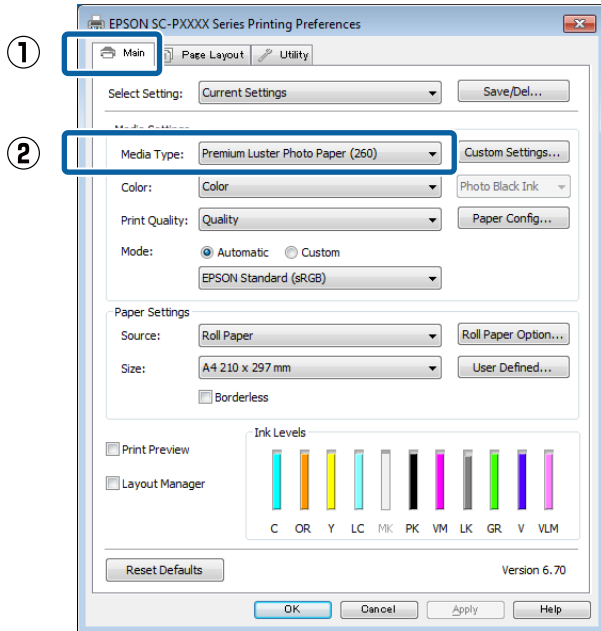 EPSON SC-PXXXX Series Printing Preferences
① Main Page Layout Utility
Select Setting: Current Settings Save/Del...
Media Settings
② Media Type: Premium Luster Photo Paper (260) Custom Settings...
Color: Color Photo Black Ink
Print Quality: Quality Paper Config...
Mode: Automatic Custom
EPSON Standard (sRGB)
Paper Settings
Source: Roll Paper Roll Paper Option...
Size: A4 210 x 297 mm User Defined...
Borderless
Ink Levels
Print Preview
Layout Manager
C OR Y LC MK PK VM LK GR V VLM
Reset Defaults Version 6.70
OK Cancel Apply Help